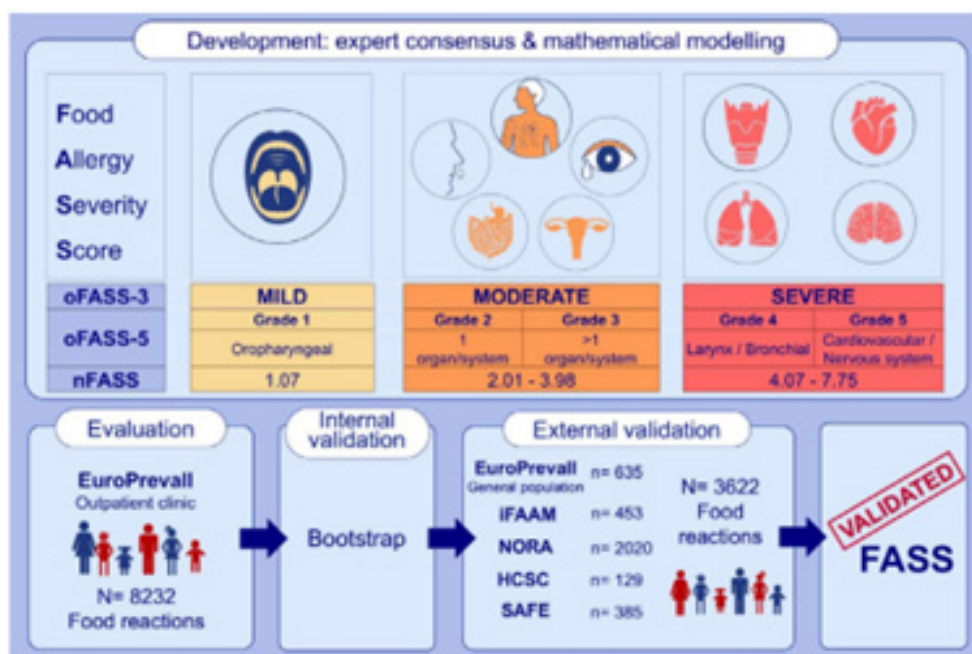 Development: expert consensus & mathematical modelling
Food
Allergy
Severity
Score
oFASS-3
MILD
MODERATE
SEVERE
oFASS-5
Grade 1
Grade 2
Grade 3
Grade 4
Grade 5
Oropharyngeal
1
organ/system
>1
organ/system
Larynx / Bronchial
Cardiovascular /
Nervous system
nFASS
1.07
2.01 - 3.98
4.07 - 7.75
Evaluation
EuroPrevall
Outpatient clinic
N= 8232
Food reactions
Internal
validation
Bootstrap
External validation
EuroPrevall n= 635
General population
iFAAM n= 453
NORA n= 2020
HCSC n= 129
SAFE n= 385
N= 3622
Food
reactions
VALIDATED
FASS